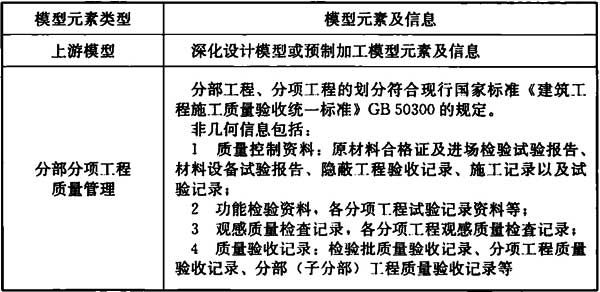 模型元素类型 模型元素及信息
上游模型 深化设计模型或预制加工模型元素及信息
分部分项工程
质量管理
分部工程、分项工程的划分符合现行国家标准《建筑工
程施工质量验收统一标准》GB 50300 的规定。
非几何信息包括：
1 质量控制资料：原材料合格证及进场检验试验报告、
材料设备试验报告、隐蔽工程验收记录、施工记录以及试
验记录；
2 功能检验资料，各分项工程试验记录资料等；
3 观感质量检查记录，各分项工程观感质量检查记录；
4 质量验收记录：检验批质量验收记录、分项工程质量
验收记录、分部（子分部）工程质量验收记录等